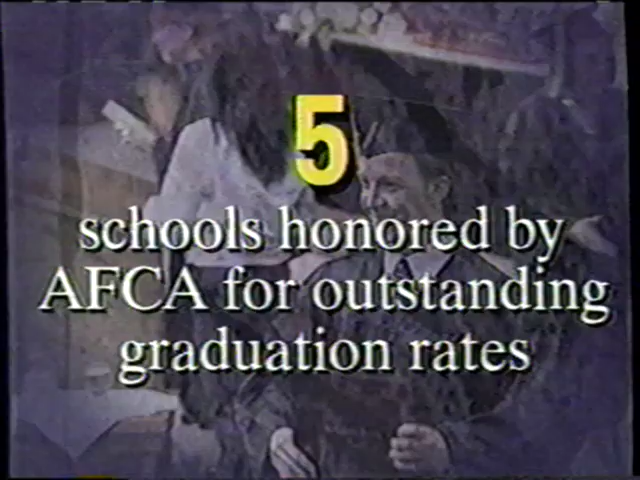 5
schools honored by
AFCA for outstanding
graduation rates